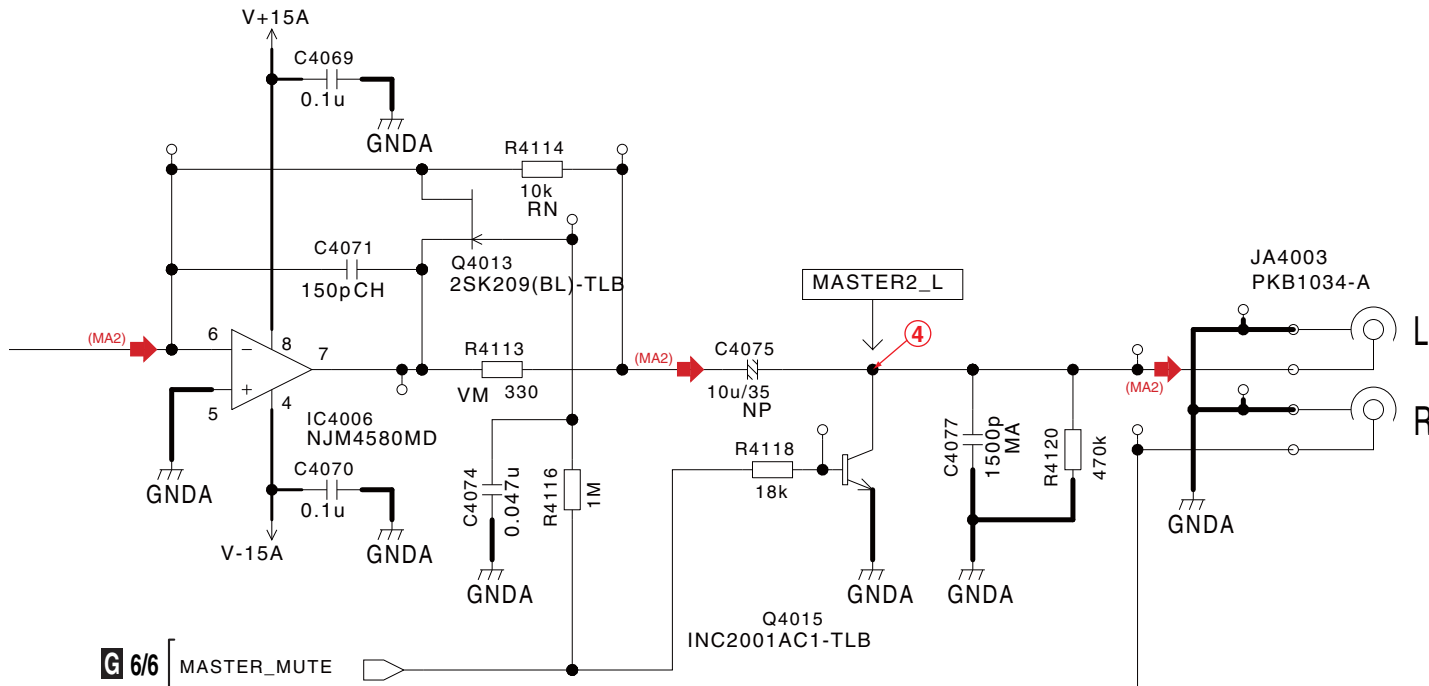 V+15A
C4069
0.1u
GNDA
R4114
10k
RN
C4071
150pCH
Q4013
2SK209(BL)-TLB
MASTER2_L
JA4003
PKB1034-A
(MA2)
6
−
8
7
+
5
4
IC4006
NJM4580MD
R4113
VM
330
(MA2)
C4075
10u/35
NP
4
(MA2)
L
R
GNDA
C4070
0.1u
V-15A
GNDA
C4074
0.047u
GNDA
R4116
1M
R4118
18k
GNDA
C4077
1500p
MA
R4120
470k
GNDA
GNDA
Q4015
INC2001AC1-TLB
G 6/6
MASTER_MUTE